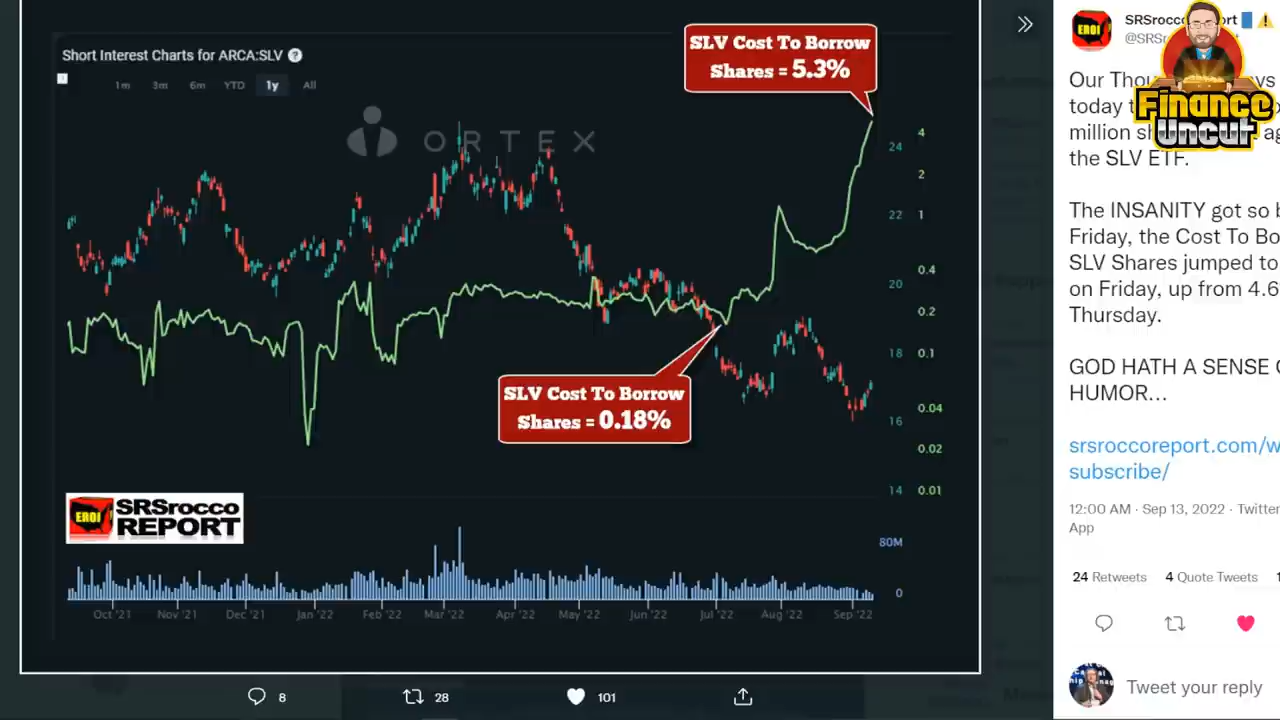 Short Interest Charts for ARCA:SLV ?
1m 3m 6m YTD 1y All
ORTEX
SLV Cost To Borrow
Shares = 5.3%
SLV Cost To Borrow
Shares = 0.18%
24
22
20
18
16
14
4
2
1
0.4
0.2
0.1
0.04
0.02
0.01
EROI
SRSrocco
REPORT
80M
0
Oct '21 Nov '21 Dec '21 Jan '22 Feb '22 Mar '22 Apr '22 May '22 Jun '22 Jul '22 Aug '22 Sep '22
8 28 101
EROI
SRSrocco
Finance
Uncut
Our
today
million
the SLV ETF.
The INSANITY got so
Friday, the Cost To
SLV Shares jumped to
on Friday, up from 4.6
Thursday.
GOD HATH A SENSE
HUMOR...
srsroccoreport.com/w
subscribe/
12:00 AM · Sep 13, 2022 · Twitter
App
24 Retweets 4 Quote Tweets 1
Tweet your reply